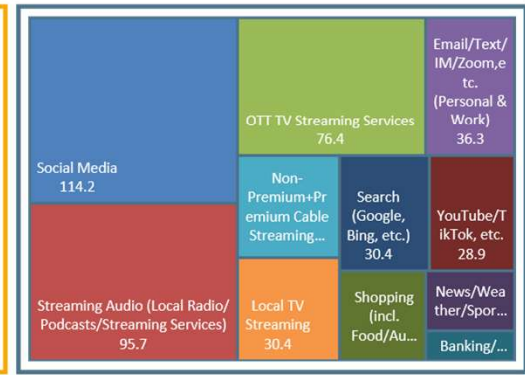 Social Media
114.2
Streaming Audio (Local Radio/
Podcasts/Streaming Services)
95.7
OTT TV Streaming Services
76.4
Non-
Premium+Pr
emium Cable
Streaming...
Local TV
Streaming
30.4
Email/Text/
IM/Zoom,e
tc.
(Personal &
Work)
36.3
Search
(Google,
Bing, etc.)
30.4
YouTube/T
ikTok, etc.
28.9
Shopping
(incl.
Food/Au...
News/Wea
ther/Spor...
Banking/...